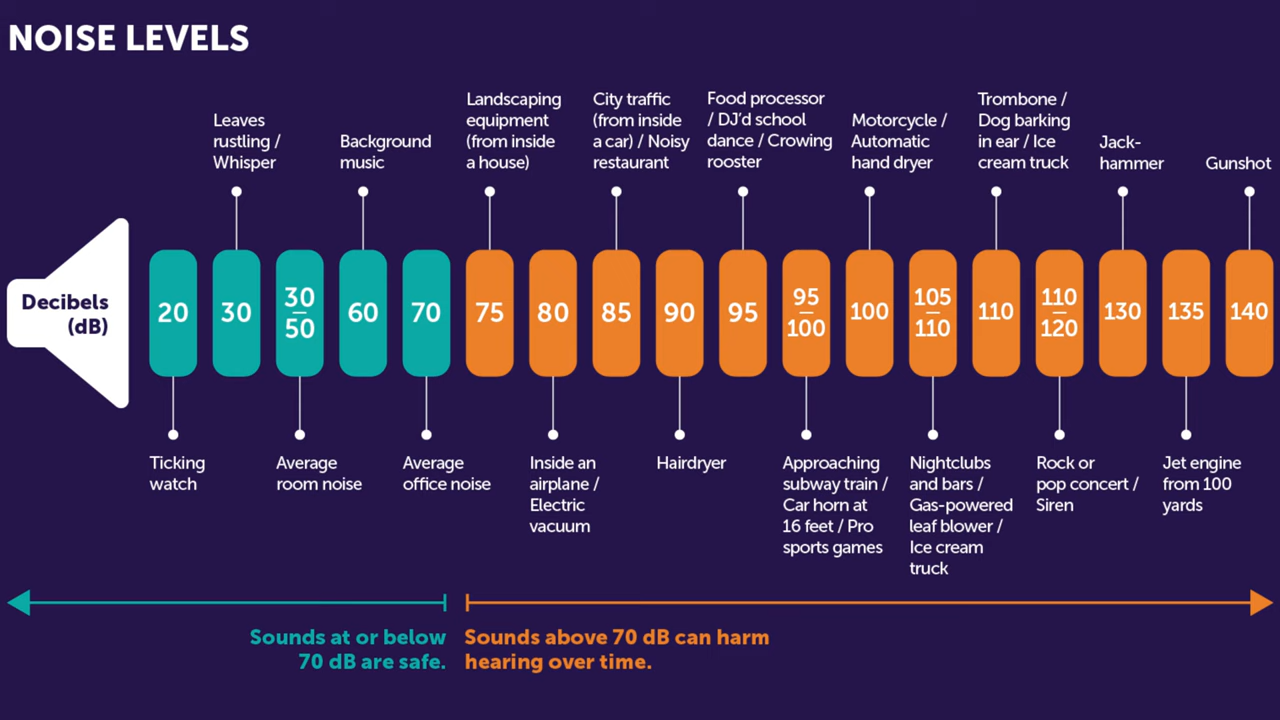 NOISE LEVELS
Leaves
rustling /
Whisper
Background
music
Landscaping
equipment
(from inside
a house)
City traffic
(from inside
a car) / Noisy
restaurant
Food processor
/ DJ'd school
dance / Crowing
rooster
Motorcycle /
Automatic
hand dryer
Trombone /
Dog barking
in ear / Ice
cream truck
Jack-
hammer
Gunshot
Decibels
(dB)
20
30
30
50
60
70
75
80
85
90
95
95
100
100
105
110
110
110
120
130
135
140
Ticking
watch
Average
room noise
Average
office noise
Inside an
airplane /
Electric
vacuum
Hairdryer
Approaching
subway train /
Car horn at
16 feet / Pro
sports games
Nightclubs
and bars /
Gas-powered
leaf blower /
Ice cream
truck
Rock or
pop concert /
Siren
Jet engine
from 100
yards
Sounds at or below
70 dB are safe.
Sounds above 70 dB can harm
hearing over time.